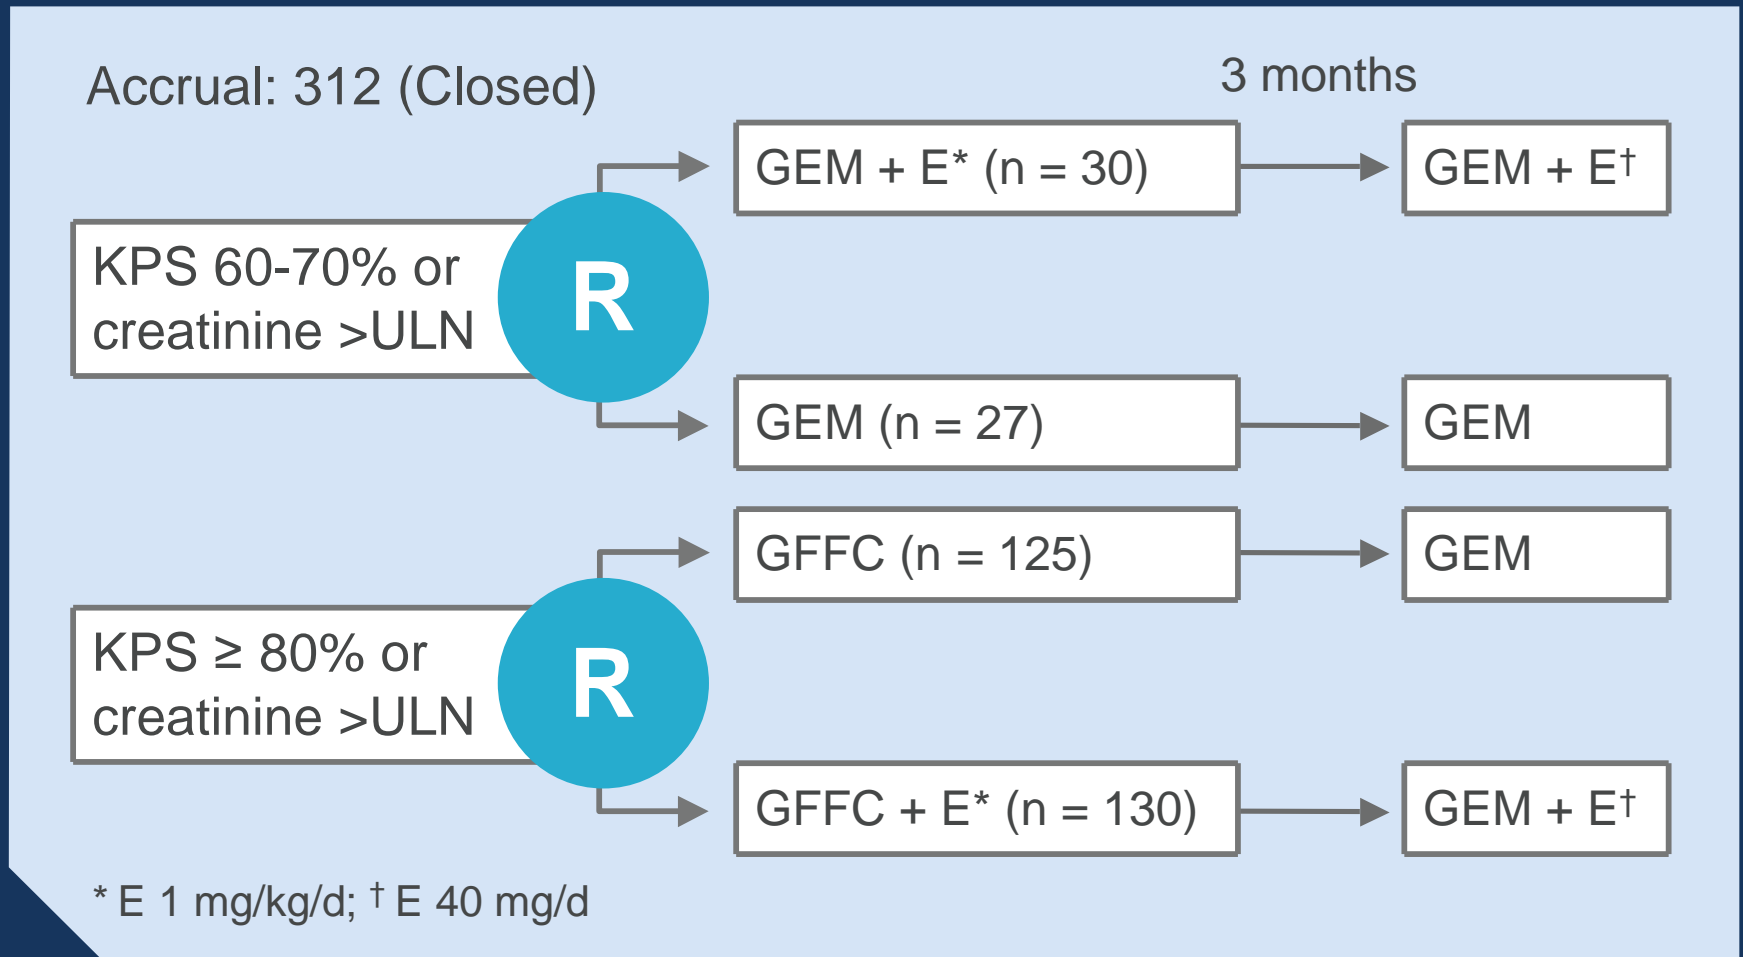 Accrual: 312 (Closed)
3 months
GEM + E* (n = 30)
GEM + E†
KPS 60-70% or
creatinine >ULN
R
GEM (n = 27)
GEM
GFFC (n = 125)
GEM
KPS ≥ 80% or
creatinine >ULN
R
GFFC + E* (n = 130)
GEM + E†
* E 1 mg/kg/d; † E 40 mg/d